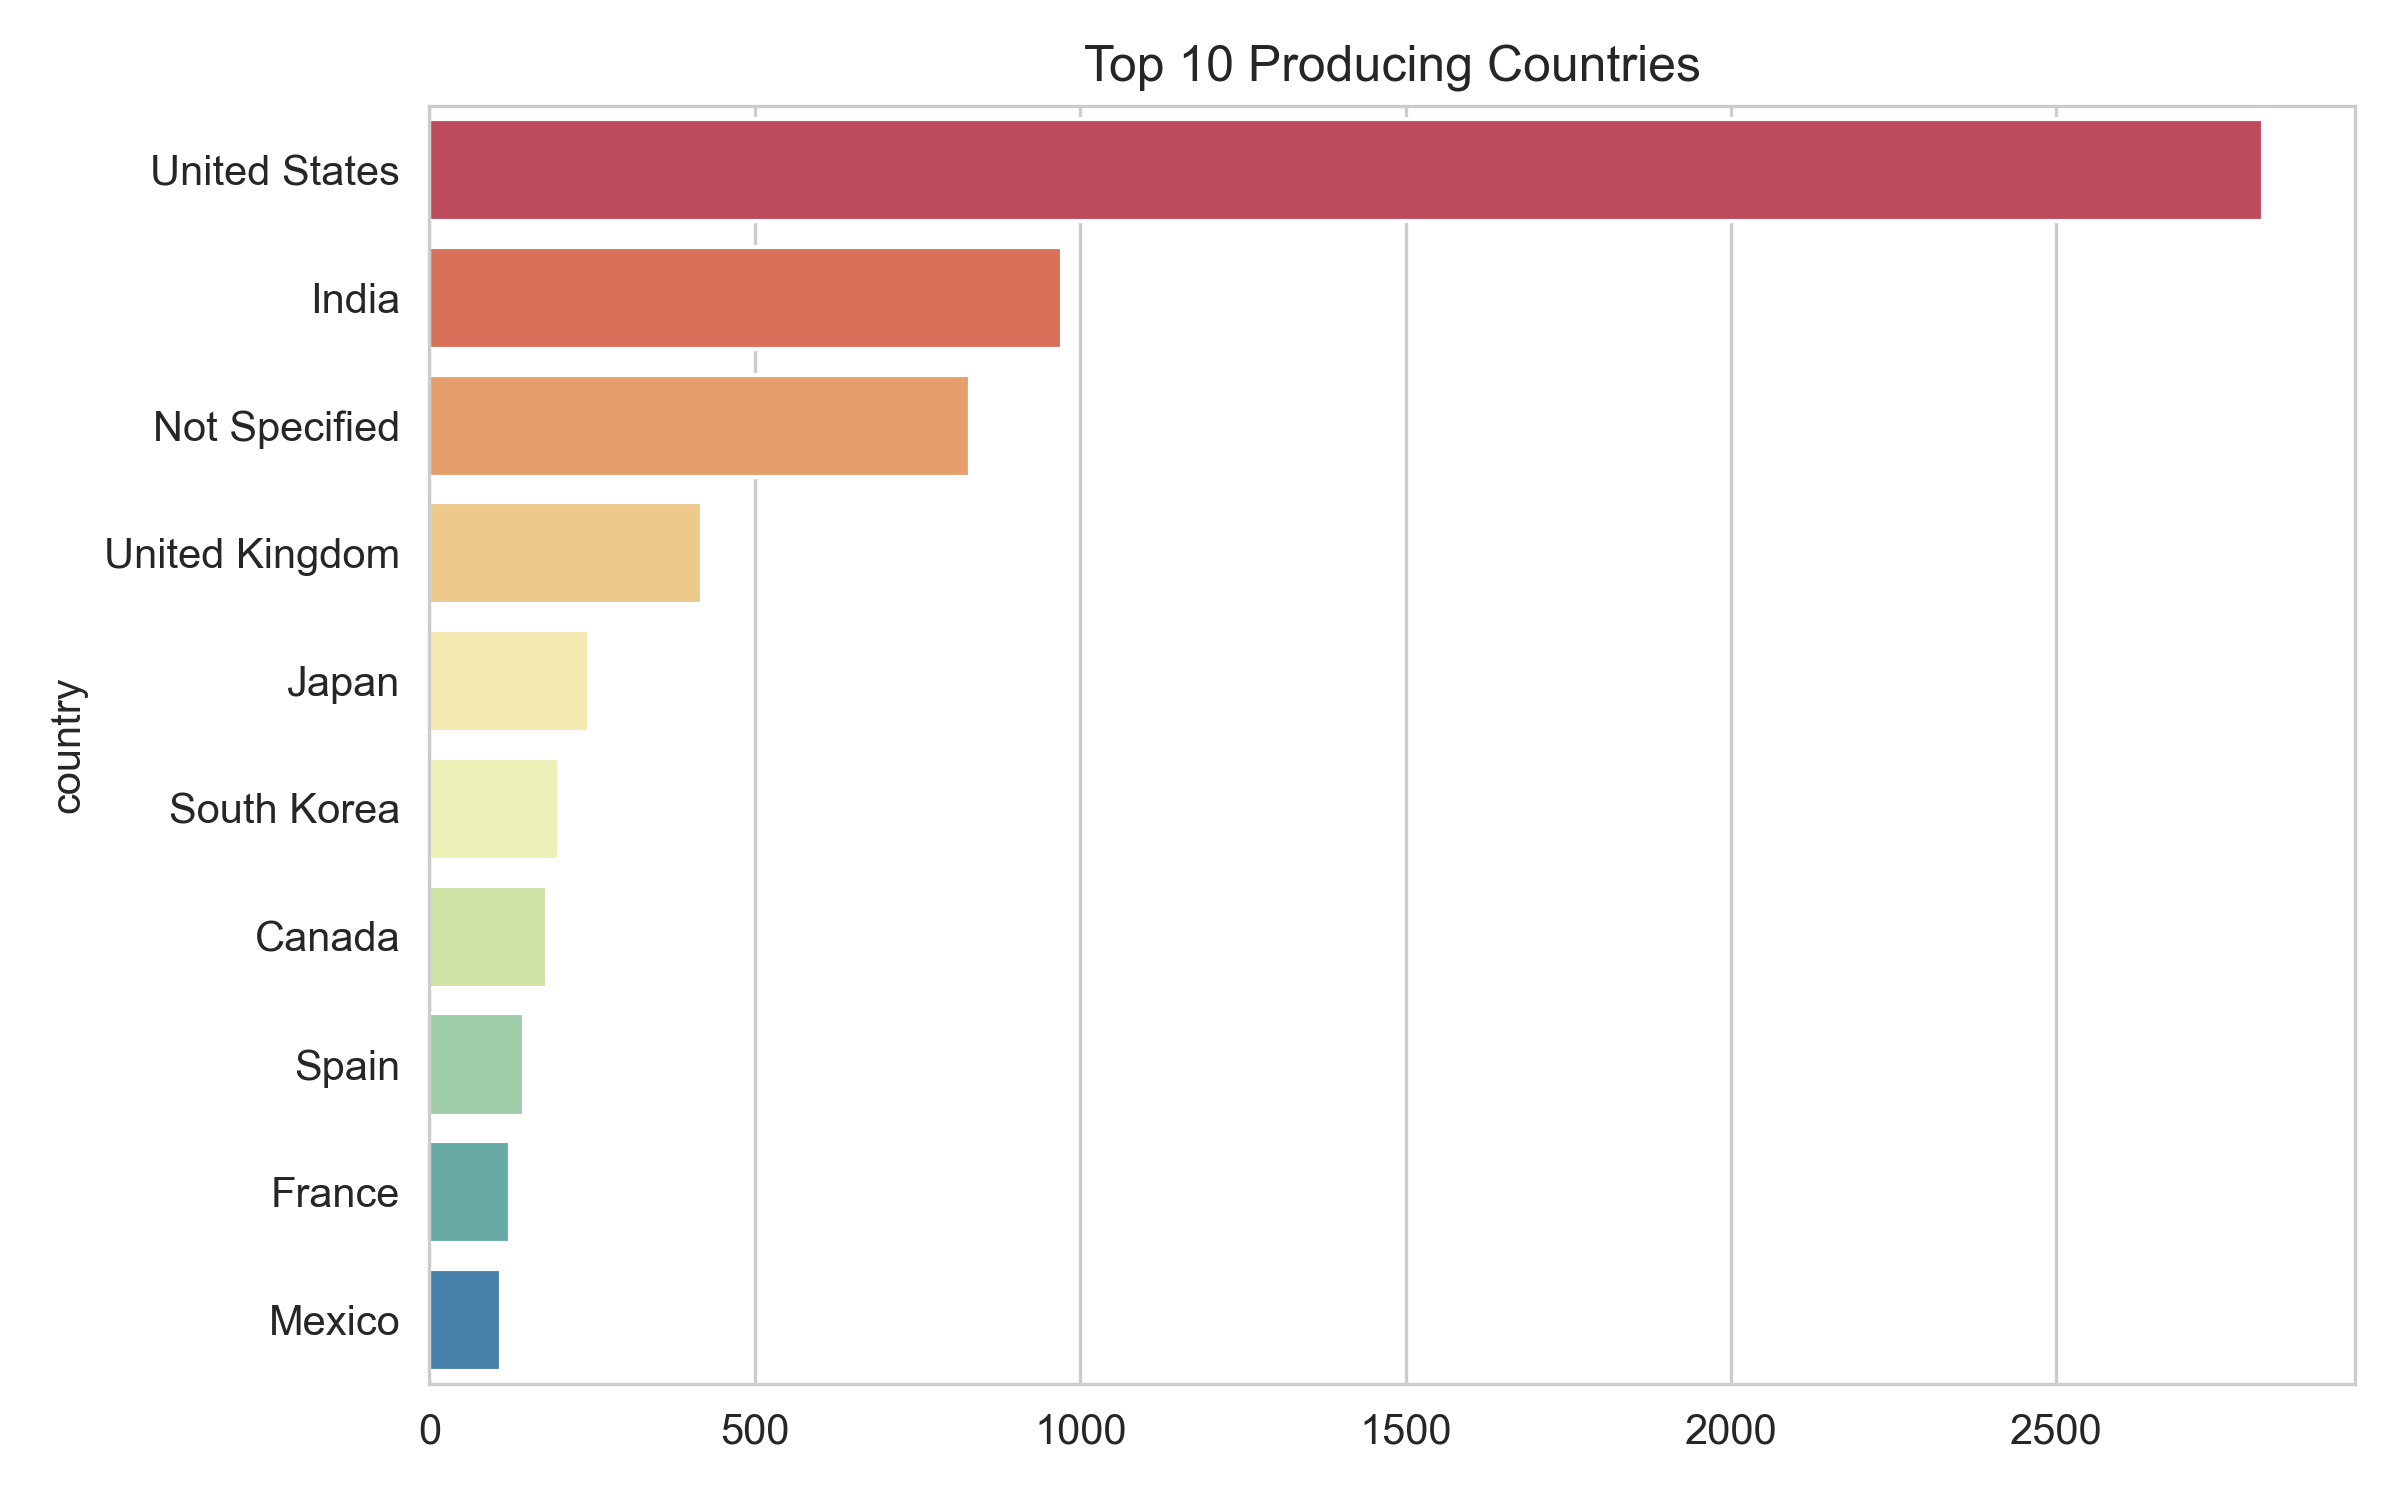 Top 10 Producing Countries
United States
India
Not Specified
United Kingdom
Japan
South Korea
Canada
Spain
France
Mexico
country
0 500 1000 1500 2000 2500